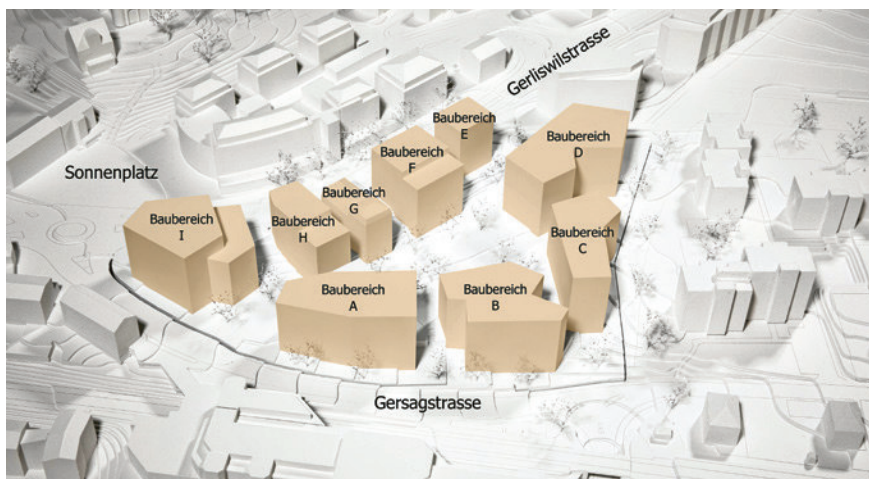 Gerliswilstrasse
Baubereich
E
Baubereich
D
Baubereich
F
Sonnenplatz
Baubereich
G
Baubereich
I
Baubereich
H
Baubereich
C
Baubereich
A
Baubereich
B
Gersagstrasse